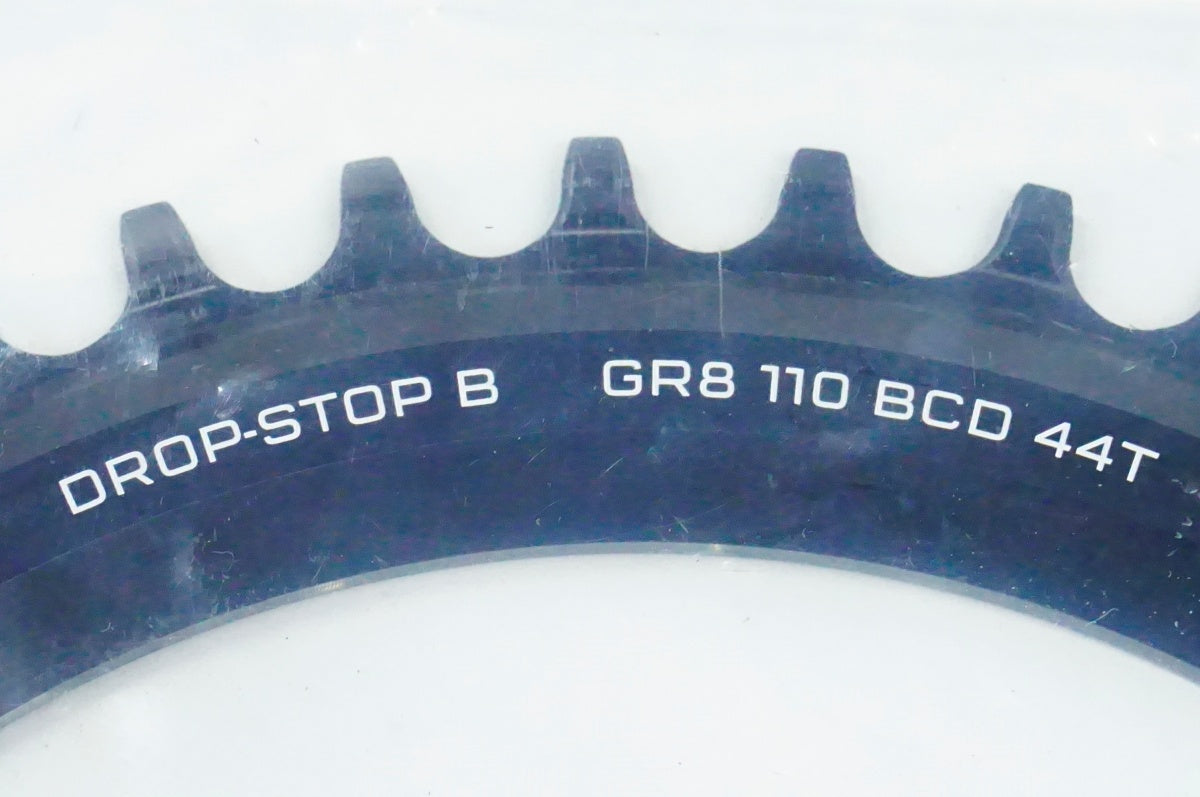 DROP-STOP B GR8 110 BCD 44T